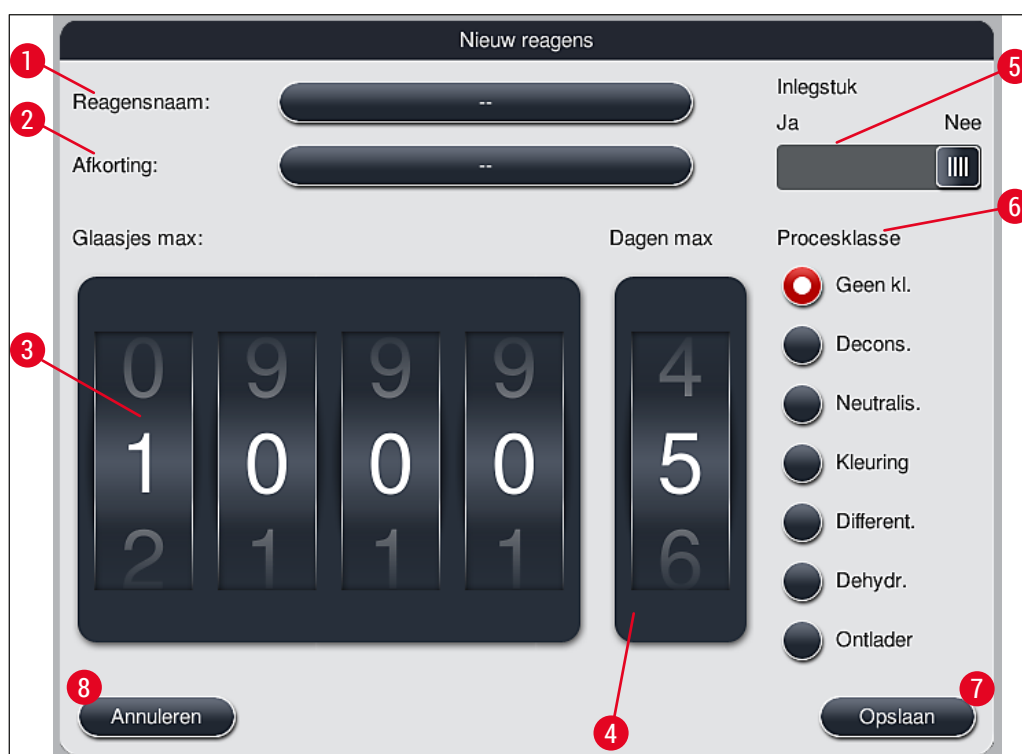 Nieuw reagens
1
Reagensnaam:
--
2
Afkorting:
--
Inlegstuk
5
Ja Nee
6
Glaasjes max:
Dagen max
Procesklasse
3
0 9 9 9
1 0 0 0
2 1 1 1
4
5
6
4
Geen kl.
Decons.
Neutralis.
Kleuring
Different.
Dehydr.
Ontlader
8
Annuleren
7
Opslaan